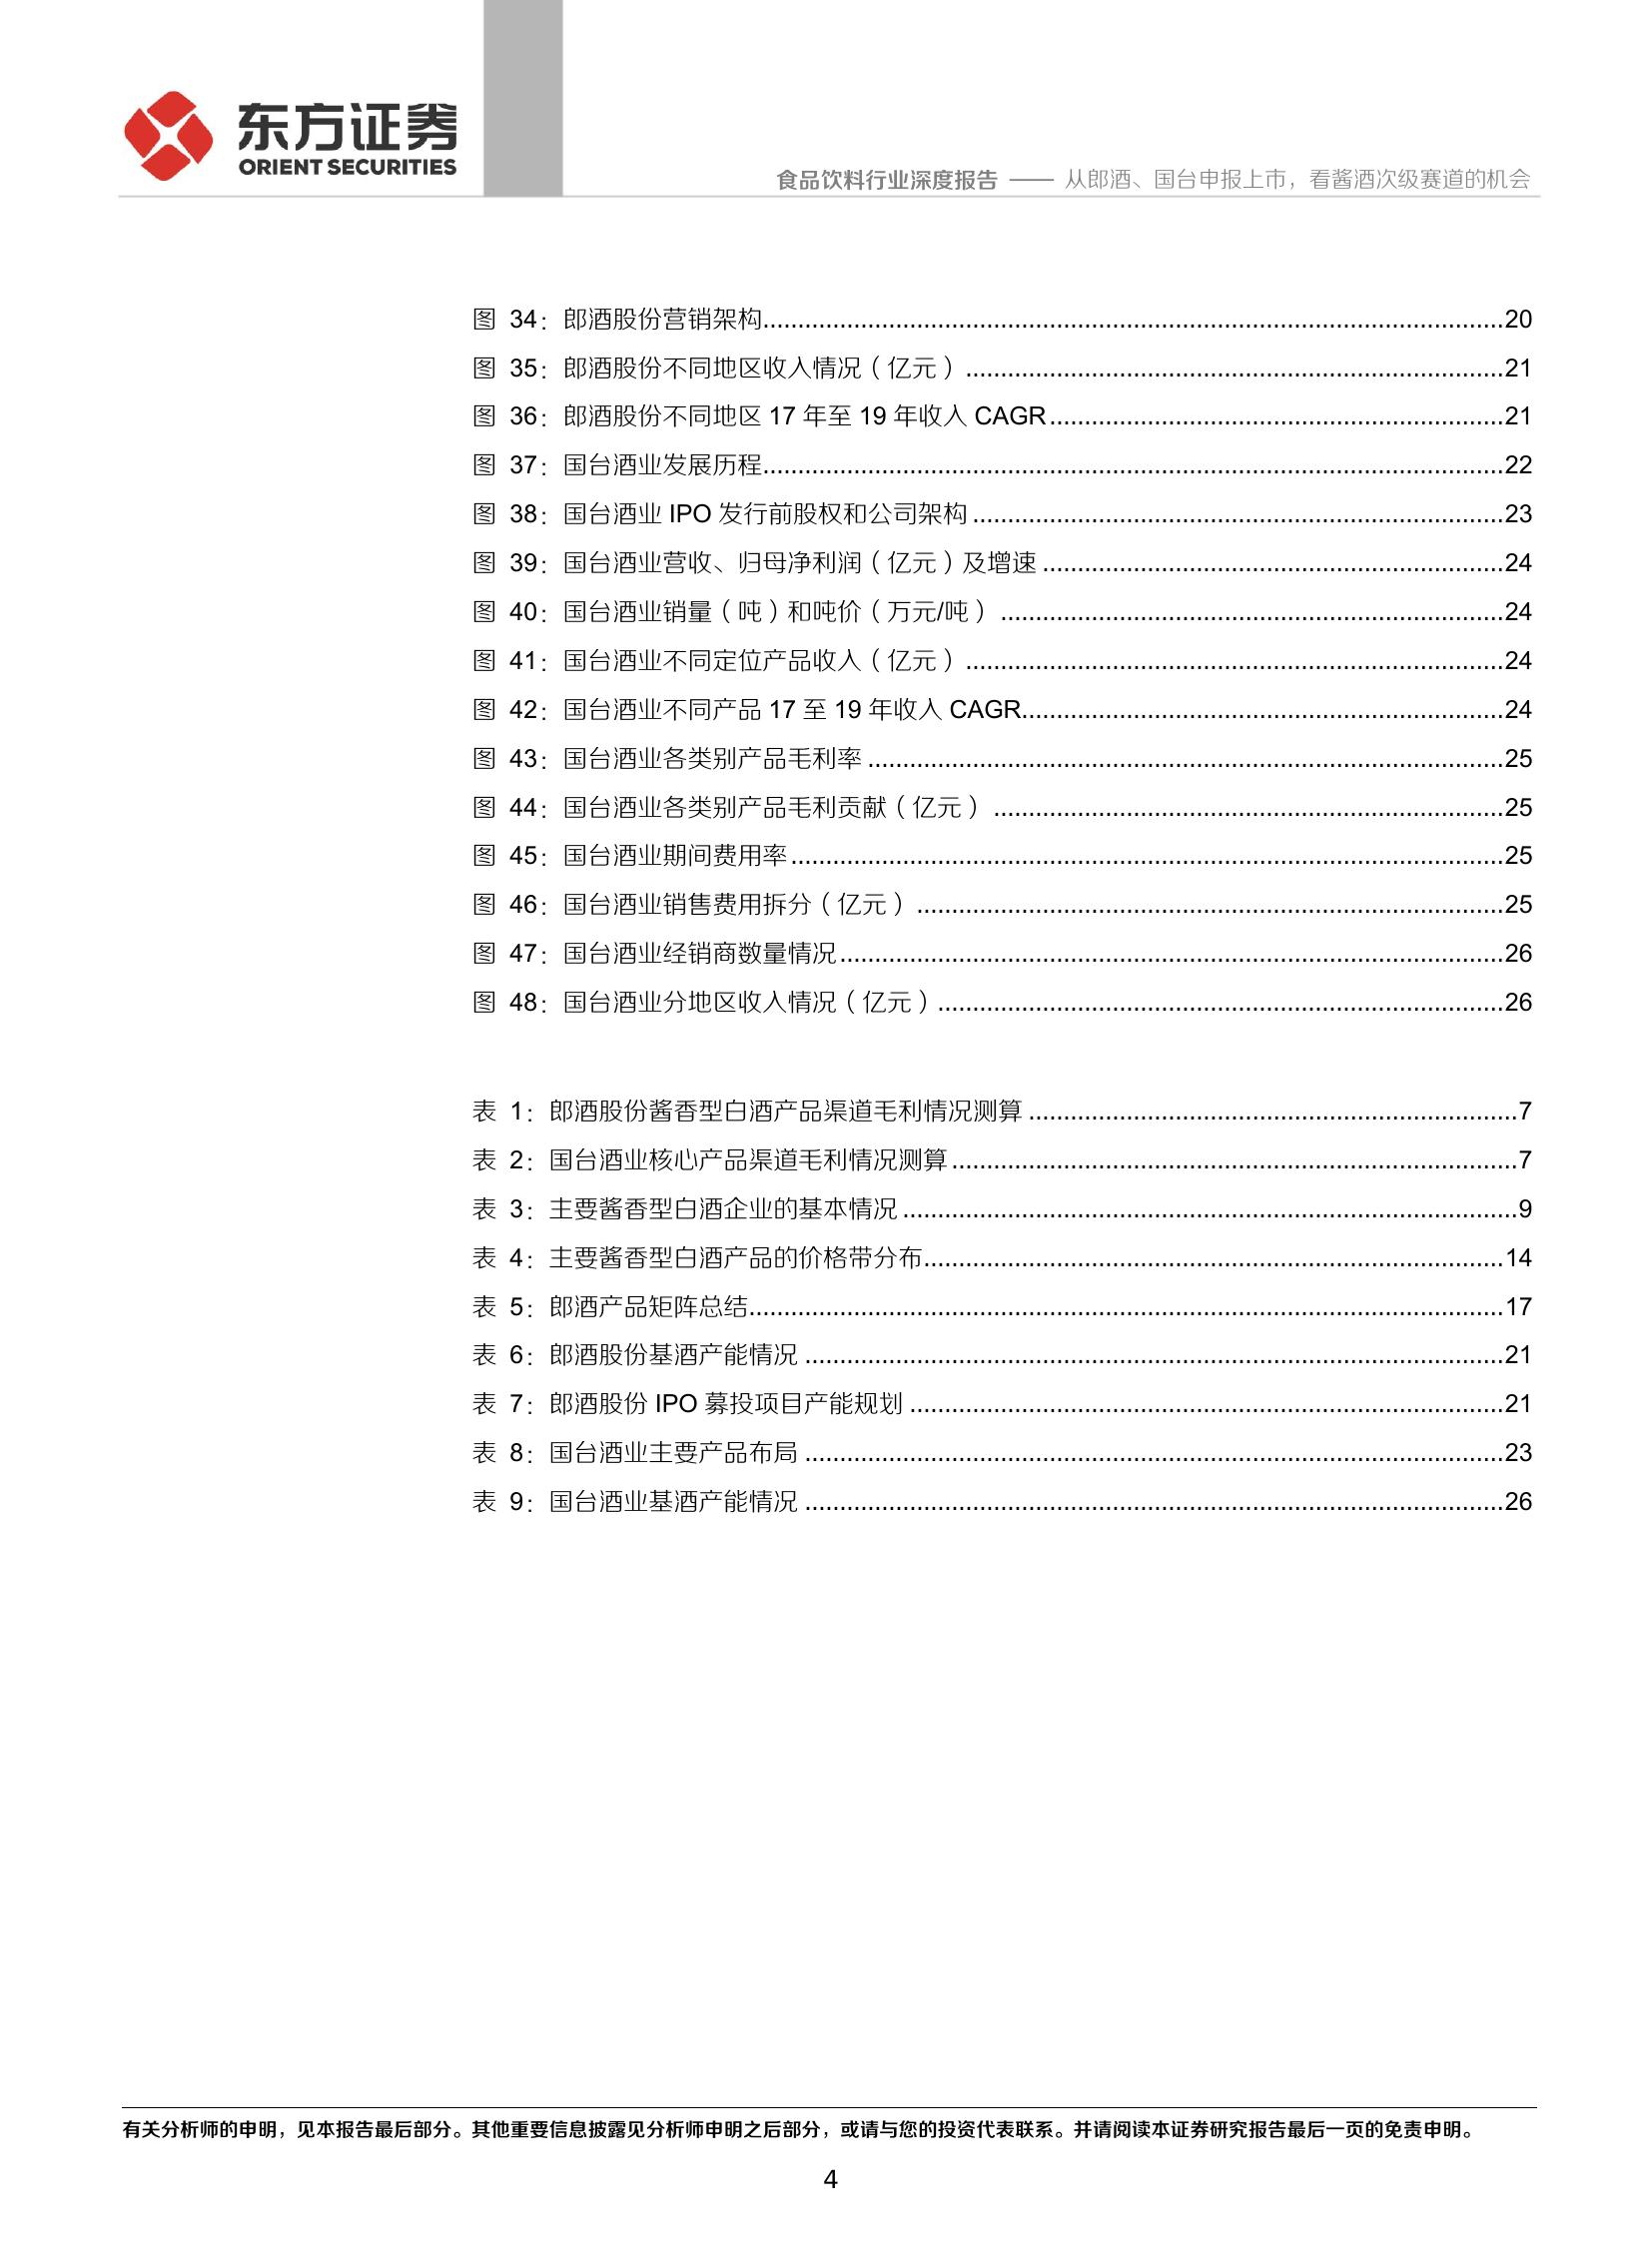 东方证券
ORIENT SECURITIES
食品饮料行业深度报告 —— 从郎酒、国台申报上市，看酱酒次级赛道的机会
图 34：郎酒股份营销架构....................20
图 35：郎酒股份不同地区收入情况（亿元）....................21
图 36：郎酒股份不同地区 17 年至 19 年收入 CAGR....................21
图 37：国台酒业发展历程....................22
图 38：国台酒业 IPO 发行前股权和公司架构....................23
图 39：国台酒业营收、归母净利润（亿元）及增速....................24
图 40：国台酒业销量（吨）和吨价（万元/吨）....................24
图 41：国台酒业不同定位产品收入（亿元）....................24
图 42：国台酒业不同产品 17 至 19 年收入 CAGR....................24
图 43：国台酒业各类别产品毛利率....................25
图 44：国台酒业各类别产品毛利贡献（亿元）....................25
图 45：国台酒业期间费用率....................25
图 46：国台酒业销售费用拆分（亿元）....................25
图 47：国台酒业经销商数量情况....................26
图 48：国台酒业分地区收入情况（亿元）....................26
表 1：郎酒股份酱香型白酒产品渠道毛利情况测算....................7
表 2：国台酒业核心产品渠道毛利情况测算....................7
表 3：主要酱香型白酒企业的基本情况....................9
表 4：主要酱香型白酒产品的价格带分布....................14
表 5：郎酒产品矩阵总结....................17
表 6：郎酒股份基酒产能情况....................21
表 7：郎酒股份 IPO 募投项目产能规划....................21
表 8：国台酒业主要产品布局....................23
表 9：国台酒业基酒产能情况....................26
有关分析师的申明，见本报告最后部分。其他重要信息披露见分析师申明之后部分，或请与您的投资代表联系。并请阅读本证券研究报告最后一页的免责申明。
4